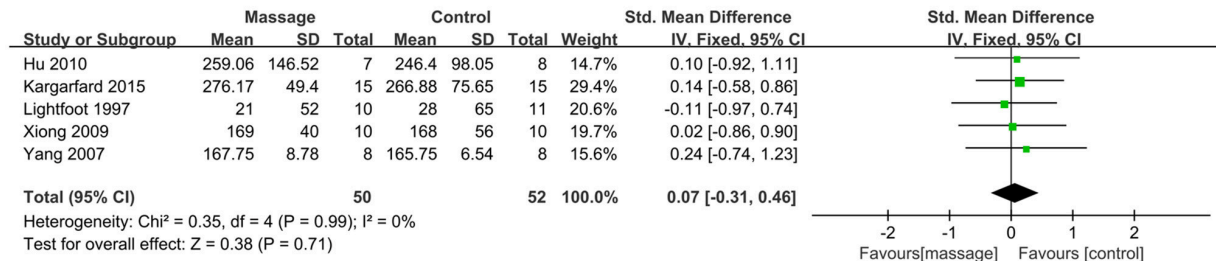 Massage Control Std. Mean Difference Std. Mean Difference
Study or Subgroup Mean SD Total Mean SD Total Weight IV, Fixed, 95% CI IV, Fixed, 95% CI
Hu 2010 259.06 146.52 7 246.4 98.05 8 14.7% 0.10 [-0.92, 1.11]
Kargarfard 2015 276.17 49.4 15 266.88 75.65 15 29.4% 0.14 [-0.58, 0.86]
Lightfoot 1997 21 52 10 28 65 11 20.6% -0.11 [-0.97, 0.74]
Xiong 2009 169 40 10 168 56 10 19.7% 0.02 [-0.86, 0.90]
Yang 2007 167.75 8.78 8 165.75 6.54 8 15.6% 0.24 [-0.74, 1.23]
Total (95% CI) 50 52 100.0% 0.07 [-0.31, 0.46]
Heterogeneity: Chi² = 0.35, df = 4 (P = 0.99); I² = 0%
Test for overall effect: Z = 0.38 (P = 0.71)
-2 -1 0 1 2
Favours[massage] Favours [control]